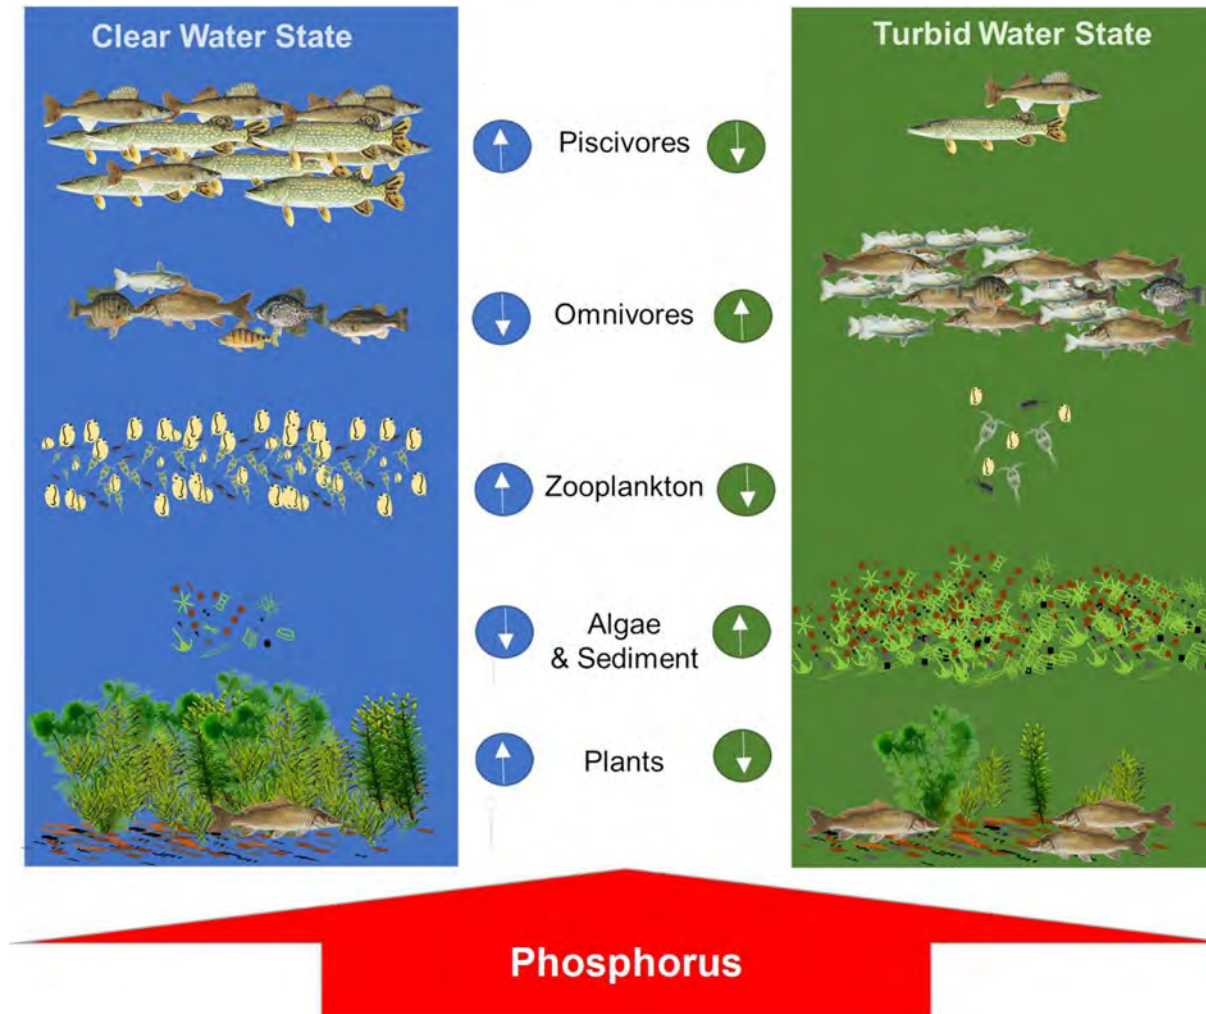 Clear Water State
Turbid Water State
Piscivores
Omnivores
Zooplankton
Algae
& Sediment
Plants
Phosphorus